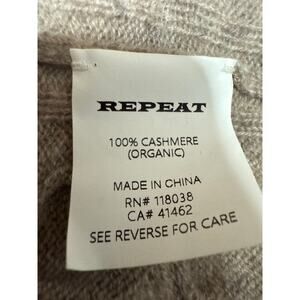 REPEAT
100% CASHMERE
(ORGANIC)
MADE IN CHINA
RN# 118038
CA# 41462
SEE REVERSE FOR CARE